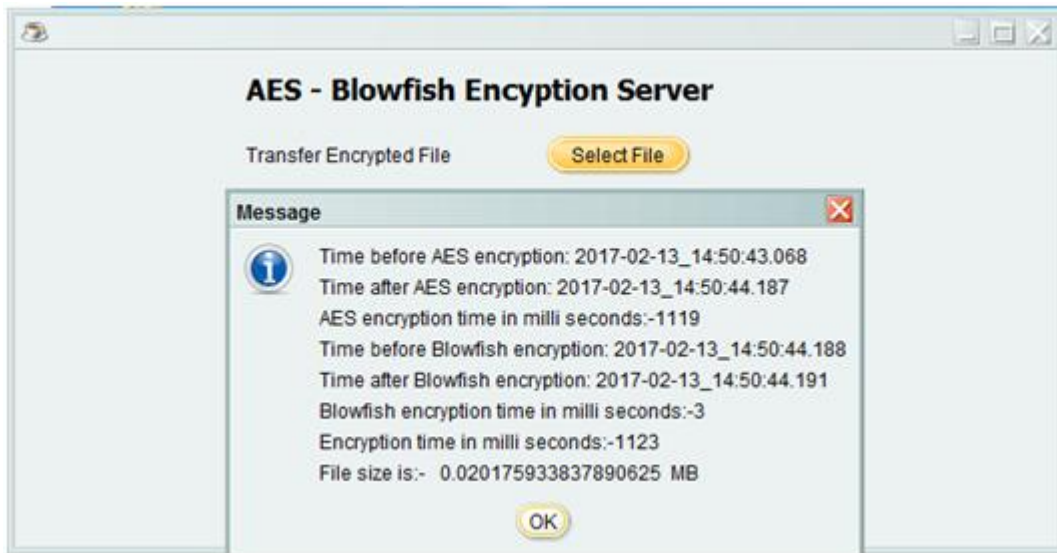 AES - Blowfish Encyption Server
Transfer Encrypted File
Select File
Message
Time before AES encryption: 2017-02-13_14:50:43.068
Time after AES encryption: 2017-02-13_14:50:44.187
AES encryption time in milli seconds:-1119
Time before Blowfish encryption: 2017-02-13_14:50:44.188
Time after Blowfish encryption: 2017-02-13_14:50:44.191
Blowfish encryption time in milli seconds:-3
Encryption time in milli seconds:-1123
File size is:- 0.020175933837890625 MB
OK